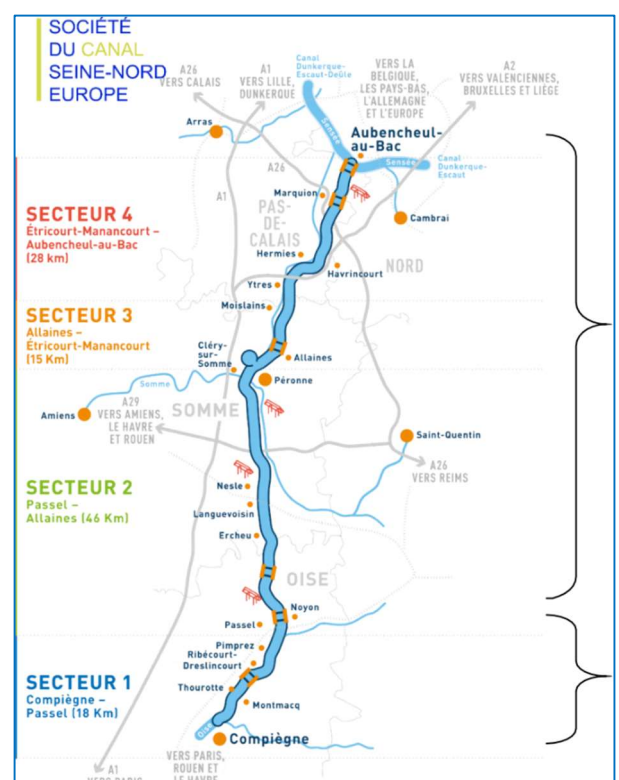 SOCIÉTÉ
DU CANAL
SEINE-NORD
EUROPE
A26
VERS CALAIS
A1
VERS LILLE,
DUNKERQUE
Canal
Dunkerque-
Escaut-Deûle
VERS LA
BELGIQUE,
LES PAYS-BAS,
L'ALLEMAGNE
ET L'EUROPE
A2
VERS VALENCIENNES,
BRUXELLES ET LIÈGE
Arras
Sensée
Aubencheul-
au-Bac
Sensée
Canal
Dunkerque-
Escaut
A26
A1
Marquion
PAS-
DE-
CALAIS
Cambrai
SECTEUR 4
Étricourt-Manancourt –
Aubencheul-au-Bac
(28 km)
Hermies
NORD
Havrincourt
Ytres
Moislains
SECTEUR 3
Allaines –
Étricourt-Manancourt
(15 Km)
Cléry-
sur-
Somme
Allaines
Péronne
Somme
Amiens
A29
VERS AMIENS,
LE HAVRE
ET ROUEN
SOMME
Saint-Quentin
A26
VERS REIMS
SECTEUR 2
Passel –
Allaines (46 Km)
Nesle
Languevoisin
Ercheu
OISE
Noyon
Passel
Pimprez
Ribécourt-
Dreslincourt
SECTEUR 1
Compiègne –
Passel (18 Km)
Thourotte
Montmacq
Oise
Compiègne
VERS PARIS,
ROUEN ET
LE HAVRE
A1
VERS PARIS